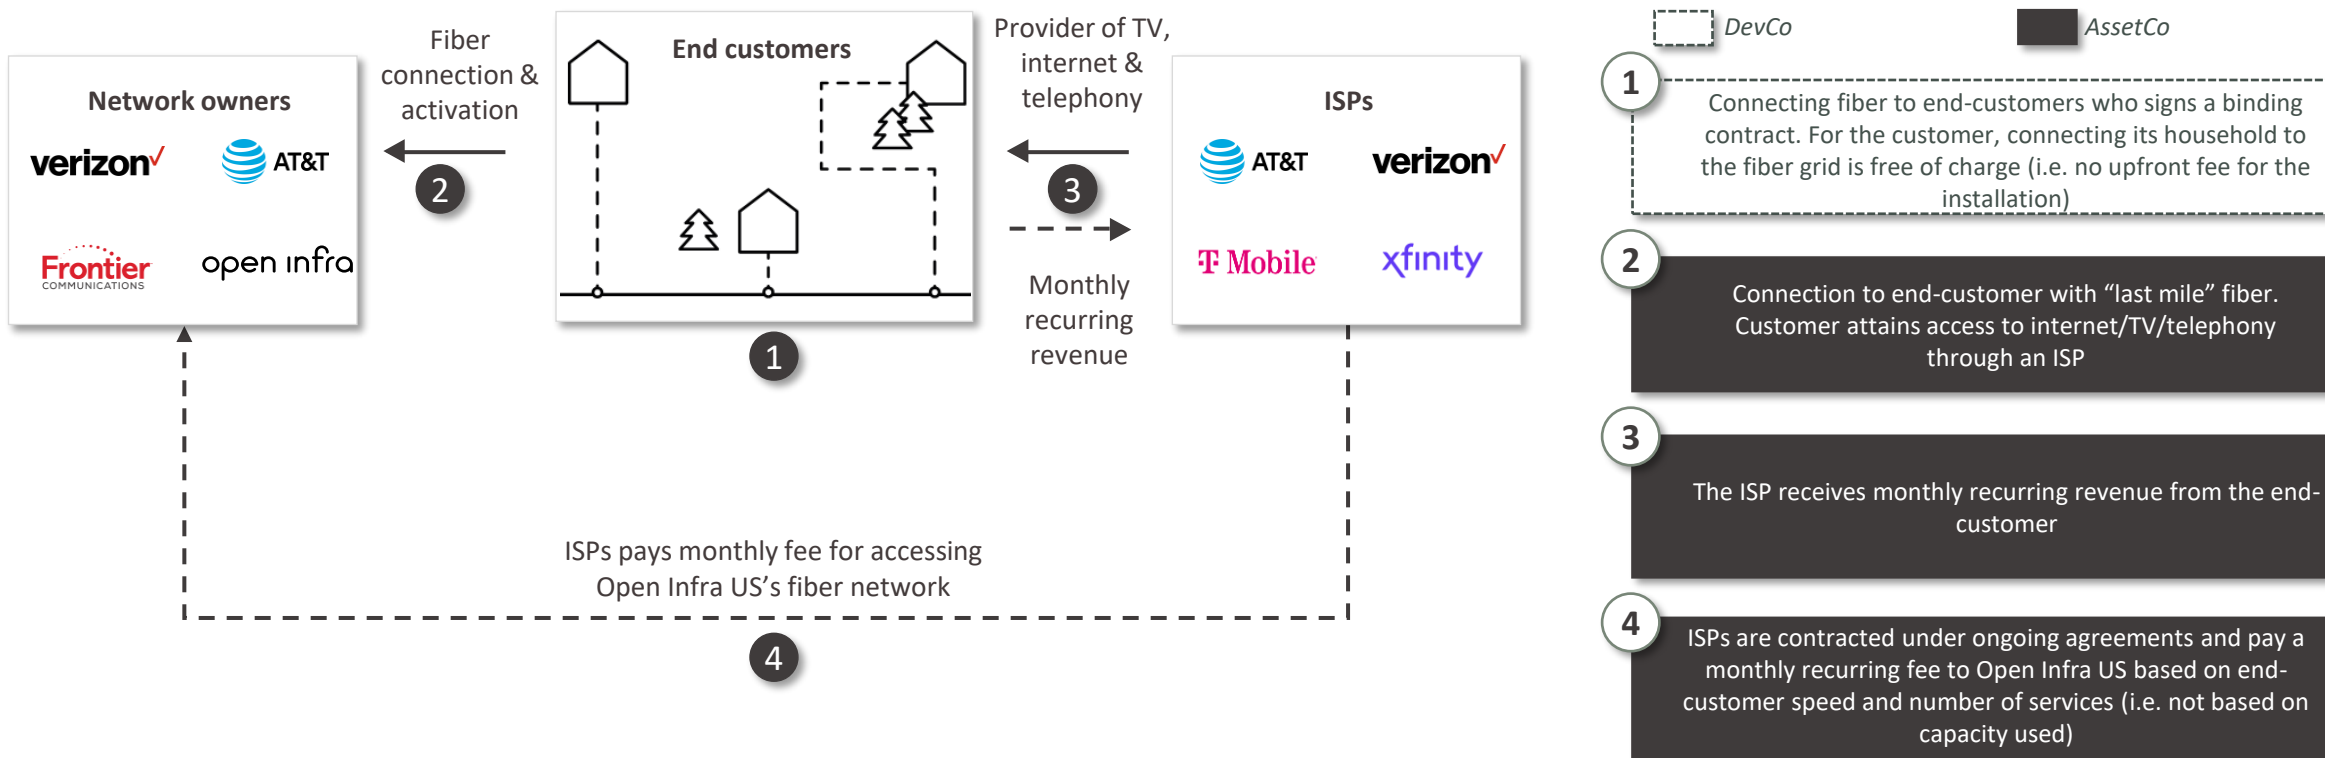 Network owners
verizon
AT&T
Frontier
COMMUNICATIONS
open infra
Fiber
connection &
activation
2
End customers
1
Provider of TV,
internet &
telephony
3
Monthly
recurring
revenue
ISPs
AT&T
verizon
T Mobile
xfinity
ISPs pays monthly fee for accessing
Open Infra US's fiber network
4
DevCo
AssetCo
1
Connecting fiber to end-customers who signs a binding
contract. For the customer, connecting its household to
the fiber grid is free of charge (i.e. no upfront fee for the
installation)
2
Connection to end-customer with “last mile” fiber.
Customer attains access to internet/TV/telephony
through an ISP
3
The ISP receives monthly recurring revenue from the end-
customer
4
ISPs are contracted under ongoing agreements and pay a
monthly recurring fee to Open Infra US based on end-
customer speed and number of services (i.e. not based on
capacity used)